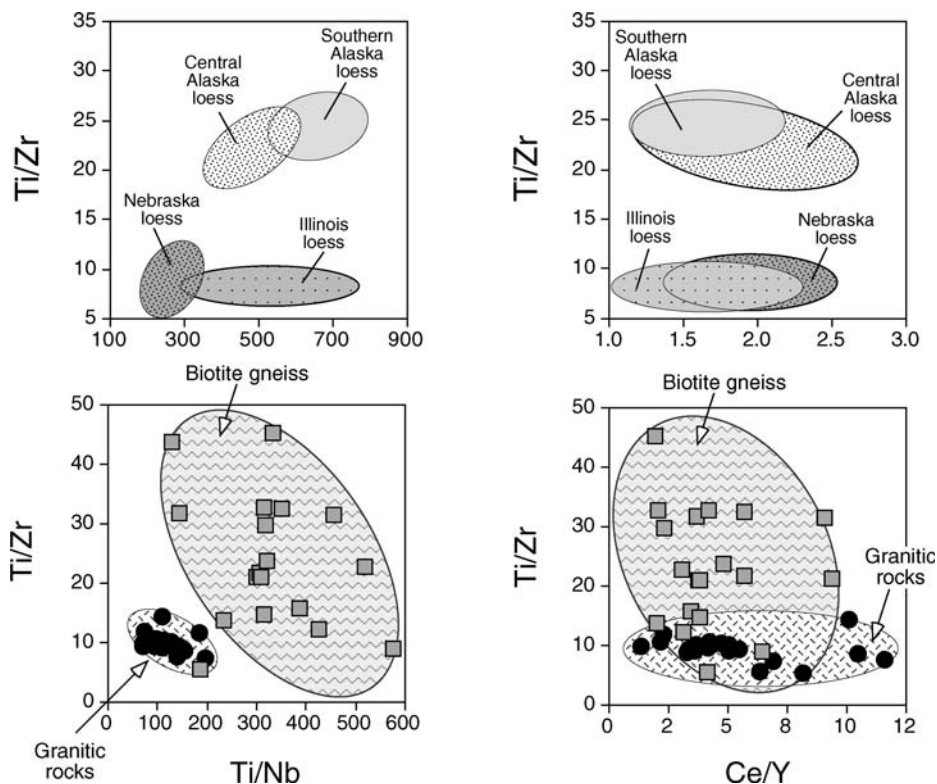 35
30
25
20
15
10
5
Ti/Zr
Central
Alaska
loess
Southern
Alaska
loess
Nebraska
loess
Illinois
loess
100 300 500 700 900
35
30
25
20
15
10
5
Ti/Zr
Southern
Alaska
loess
Central
Alaska
loess
Illinois
loess
Nebraska
loess
1.0 1.5 2.0 2.5 3.0
Biotite gneiss
50
40
30
20
10
0
Ti/Zr
0 100 200 300 400 500 600
Granitic
rocks
Ti/Nb
Biotite gneiss
50
40
30
20
10
0
Ti/Zr
Granitic
rocks
0 2 5 8 10 12
Ce/Y